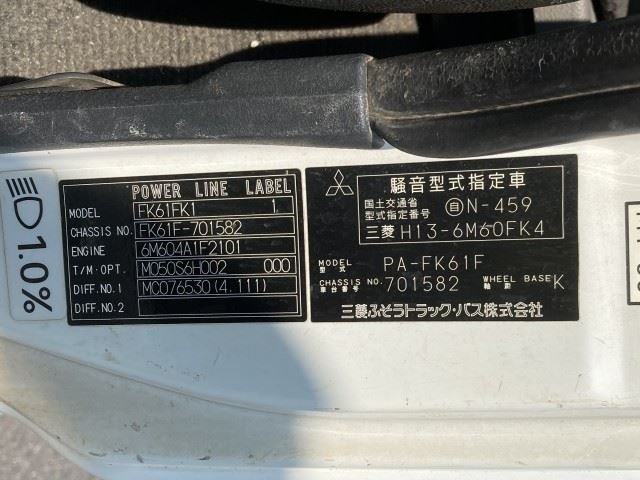 1.0%
POWER LINE LABEL
MODEL FK61FK1 1
CHASSIS NO. FK61F-701582
ENGINE 6M604A1F2101
T/M·OPT. M050S6H002 000
DIFF.NO.1 MC076530(4.111)
DIFF.NO.2
騒音型式指定車
国土交通省
型式指定番号 自N-459
三菱 H13-6M60FK4
MODEL
型式 PA-FK61F
CHASSIS NO.
車台番号 701582
WHEEL BASE
軸距 K
三菱ふそうトラック・バス株式会社